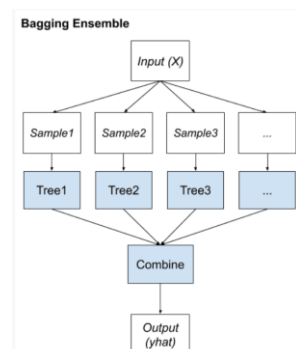 Bagging Ensemble
Input (X)
Sample1 Sample2 Sample3 ...
Tree1 Tree2 Tree3 ...
Combine
Output
(yhat)